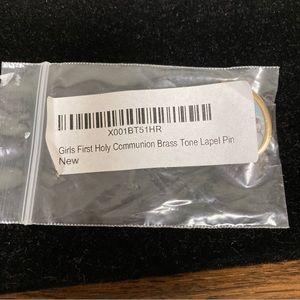 X001BT51HR
Girls First Holy Communion Brass Tone Lapel Pin
New